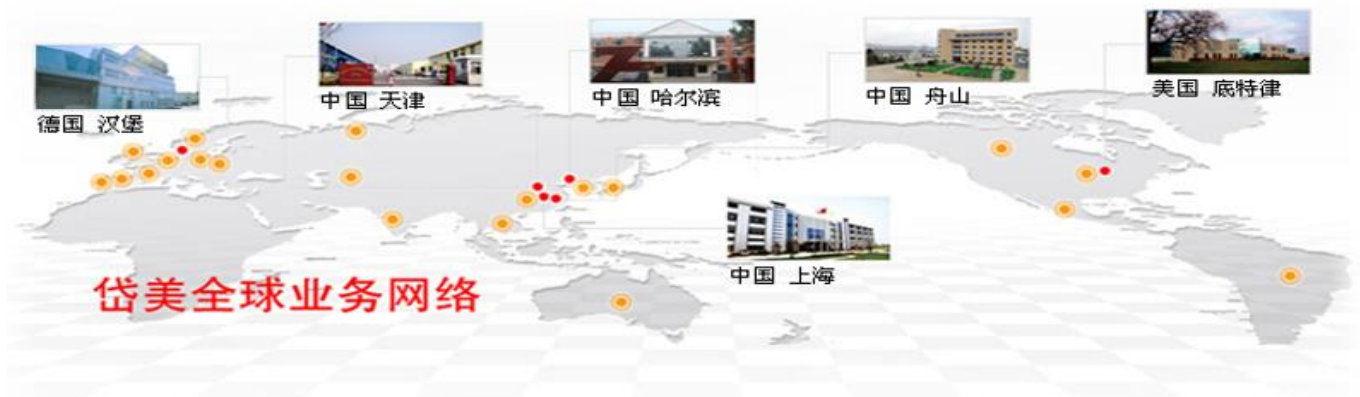 德国 汉堡
中国 天津
中国 哈尔滨
中国 舟山
美国 底特律
中国 上海
岱美全球业务网络